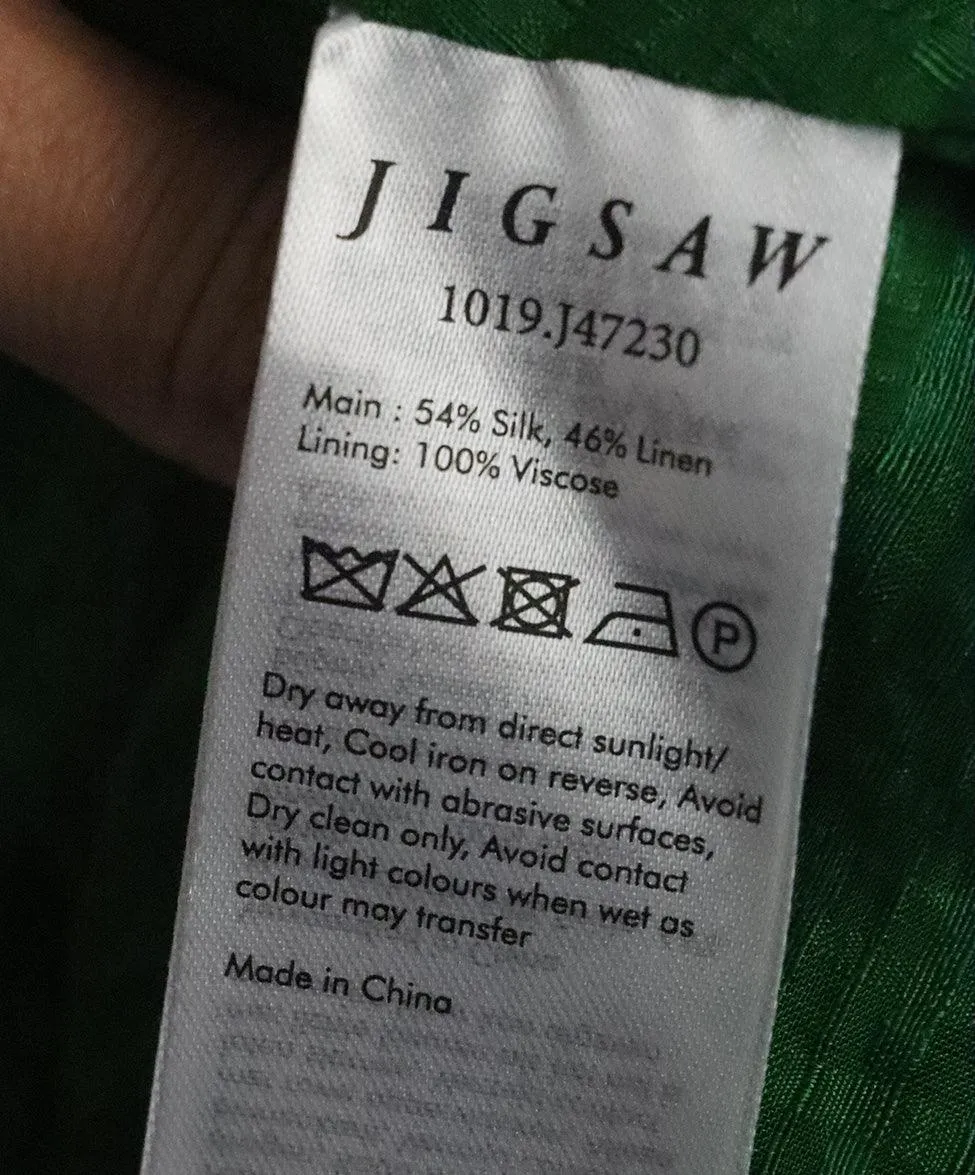 JIGSAW
1019.J47230
Main : 54% Silk, 46% Linen
Lining: 100% Viscose
P
Dry away from direct sunlight/
heat, Cool iron on reverse, Avoid
contact with abrasive surfaces,
Dry clean only, Avoid contact
with light colours when wet as
colour may transfer
Made in China